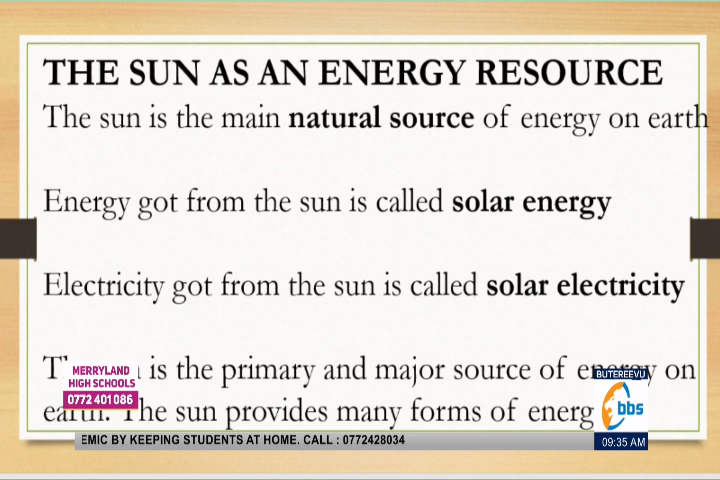 THE SUN AS AN ENERGY RESOURCE
The sun is the main natural source of energy on earth
Energy got from the sun is called solar energy
Electricity got from the sun is called solar electricity
is the primary and major source of energy on
earth. The sun provides many forms of energ
MERRYLAND
HIGH SCHOOLS
0772 401 086
BUTEREEVU
bbs
EMIC BY KEEPING STUDENTS AT HOME. CALL : 0772428034
09:35 AM